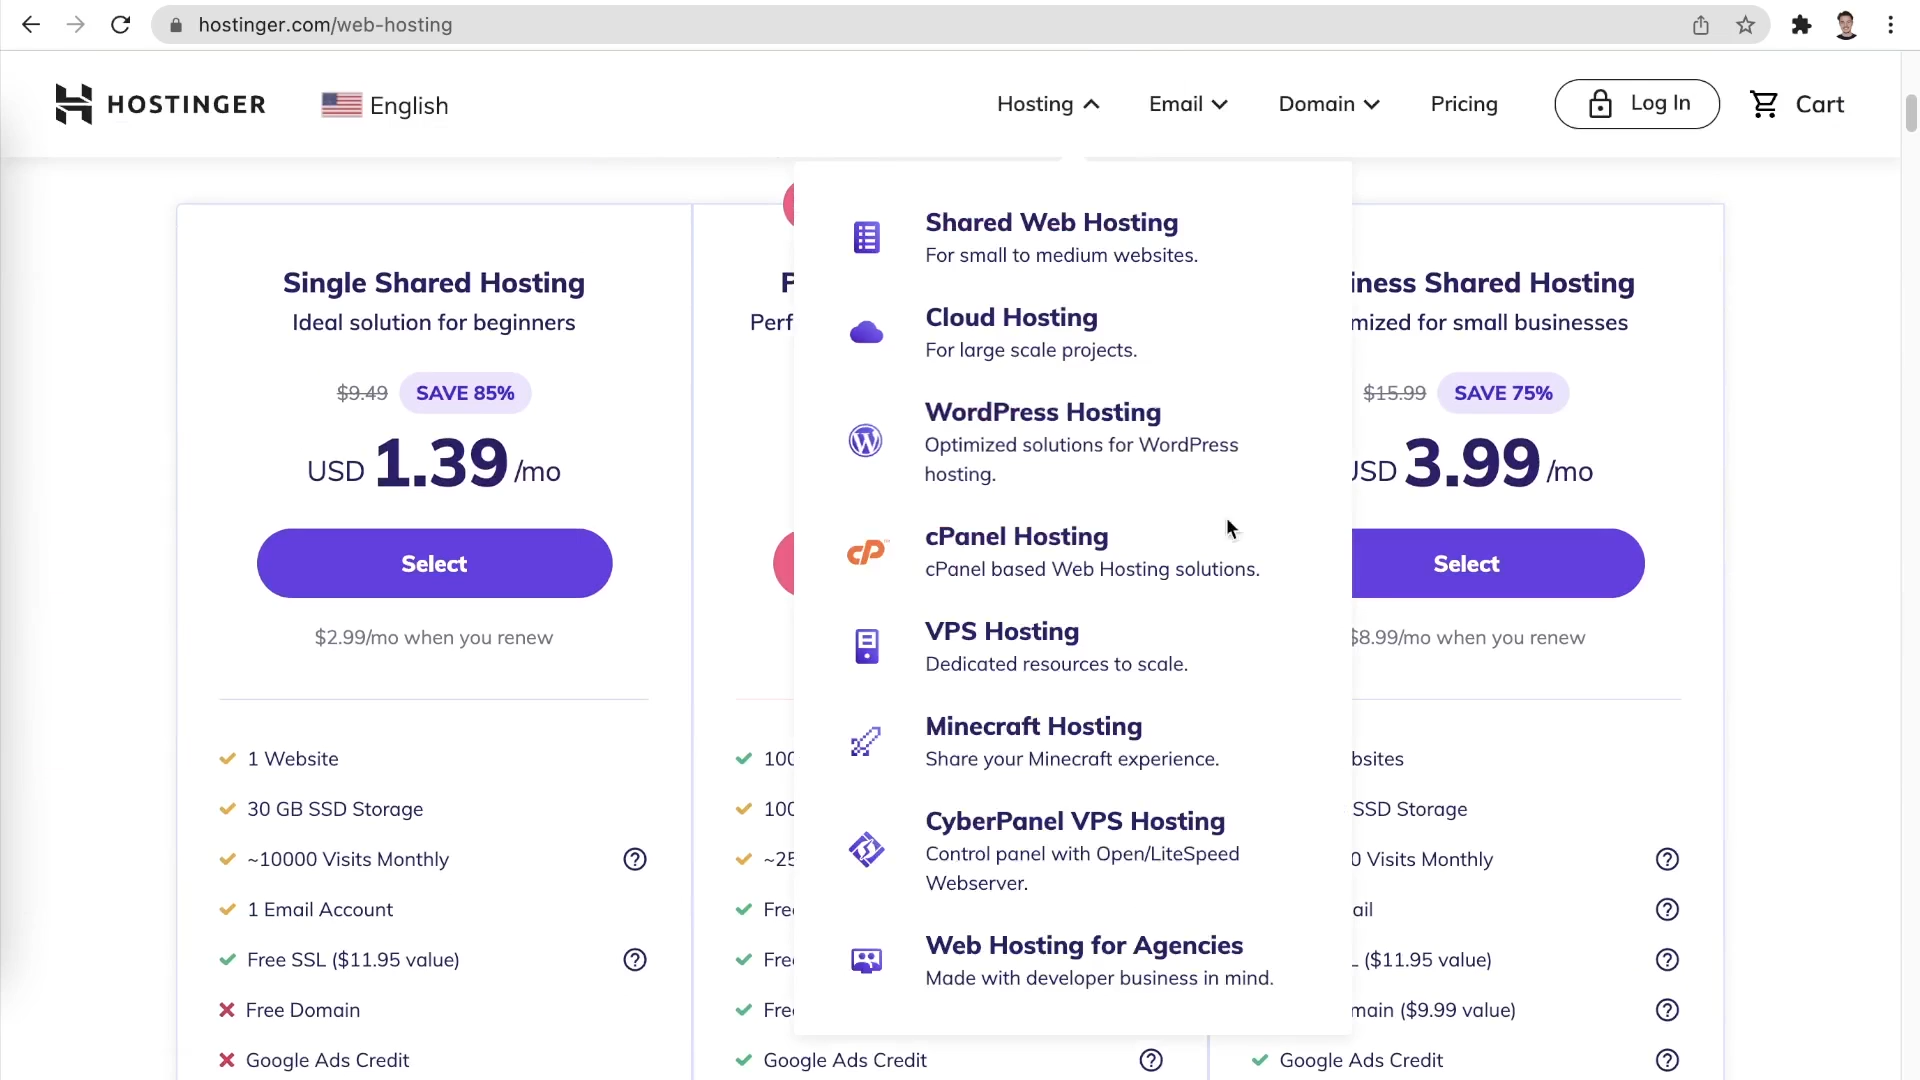 hostinger.com/web-hosting
HOSTINGER
English
Hosting
Email
Domain
Pricing
Log In
Cart
Single Shared Hosting
Ideal solution for beginners
$9.49
SAVE 85%
USD 1.39 /mo
Select
$2.99/mo when you renew
1 Website
30 GB SSD Storage
~10000 Visits Monthly
1 Email Account
Free SSL ($11.95 value)
Free Domain
Google Ads Credit
Perf
100
100
~25
Free
Free
Free
Google Ads Credit
Shared Web Hosting
For small to medium websites.
Cloud Hosting
For large scale projects.
WordPress Hosting
Optimized solutions for WordPress
hosting.
cPanel Hosting
cPanel based Web Hosting solutions.
VPS Hosting
Dedicated resources to scale.
Minecraft Hosting
Share your Minecraft experience.
CyberPanel VPS Hosting
Control panel with Open/LiteSpeed
Webserver.
Web Hosting for Agencies
Made with developer business in mind.
iness Shared Hosting
mized for small businesses
$15.99
SAVE 75%
USD 3.99 /mo
Select
$8.99/mo when you renew
bsites
SSD Storage
0 Visits Monthly
ail
L ($11.95 value)
main ($9.99 value)
Google Ads Credit